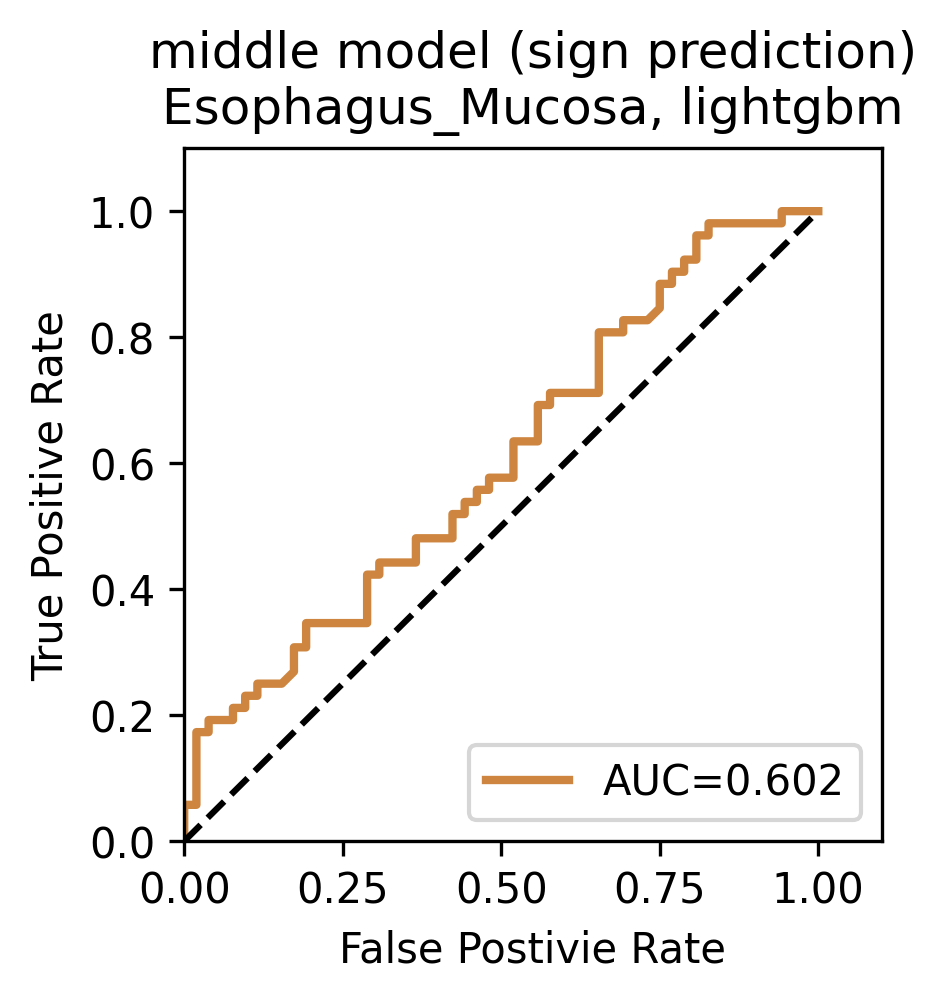 middle model (sign prediction)
Esophagus_Mucosa, lightgbm
True Positive Rate
1.0
0.8
0.6
0.4
0.2
0.0
AUC=0.602
0.00 0.25 0.50 0.75 1.00
False Postivie Rate